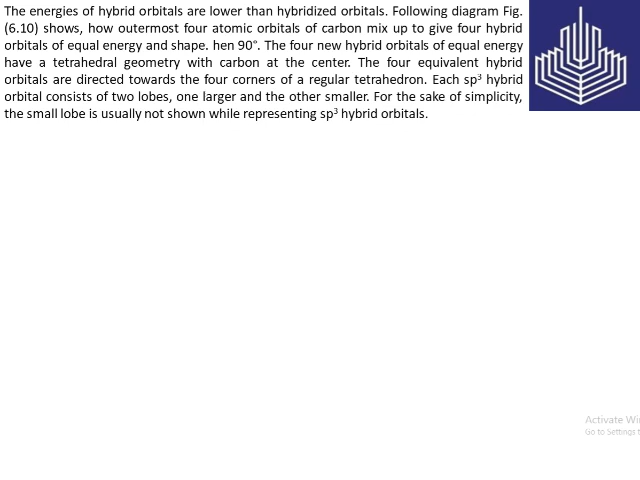 The energies of hybrid orbitals are lower than hybridized orbitals. Following diagram Fig.
(6.10) shows, how outermost four atomic orbitals of carbon mix up to give four hybrid
orbitals of equal energy and shape. hen 90°. The four new hybrid orbitals of equal energy
have a tetrahedral geometry with carbon at the center. The four equivalent hybrid
orbitals are directed towards the four corners of a regular tetrahedron. Each sp³ hybrid
orbital consists of two lobes, one larger and the other smaller. For the sake of simplicity,
the small lobe is usually not shown while representing sp³ hybrid orbitals.
Activate Wi
Go to Settings t